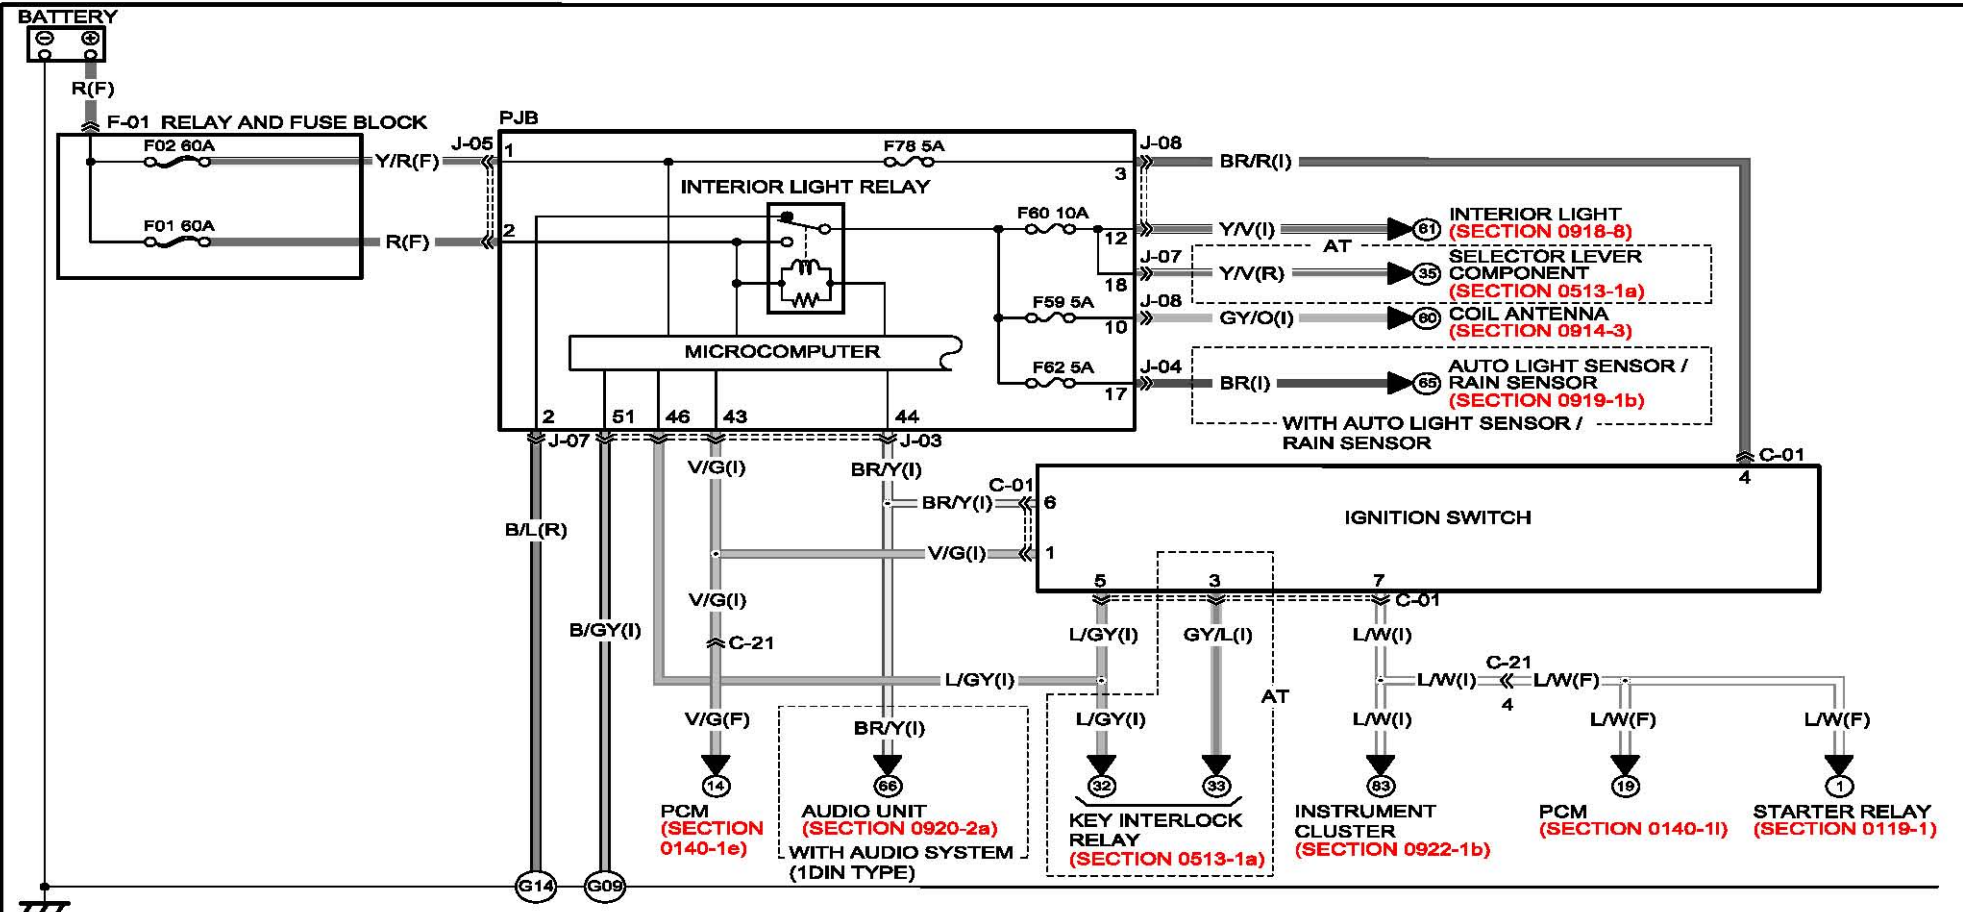 BATTERY
R(F)
F-01 RELAY AND FUSE BLOCK
F02 60A
Y/R(F)
J-05
F01 60A
R(F)
PJB
1
F78 5A
3
J-08
BR/R(I)
INTERIOR LIGHT RELAY
2
F60 10A
12
Y/V(I)
61
INTERIOR LIGHT
(SECTION 0918-8)
AT
J-07
18
Y/V(R)
35
SELECTOR LEVER
COMPONENT
(SECTION 0513-1a)
F59 5A
10
J-08
GY/O(I)
60
COIL ANTENNA
(SECTION 0914-3)
MICROCOMPUTER
F62 5A
17
J-04
BR(I)
65
AUTO LIGHT SENSOR /
RAIN SENSOR
(SECTION 0919-1b)
WITH AUTO LIGHT SENSOR /
RAIN SENSOR
2
51
46
43
44
J-07
J-03
C-01
4
V/G(I)
BR/Y(I)
C-01
BR/Y(I)
6
IGNITION SWITCH
B/L(R)
V/G(I)
1
5
3
7
C-01
V/G(I)
B/GY(I)
C-21
L/GY(I)
GY/L(I)
L/W(I)
L/GY(I)
AT
L/W(I)
C-21
4
L/W(F)
V/G(F)
BR/Y(I)
L/GY(I)
L/W(I)
L/W(F)
L/W(F)
14
66
32
33
83
19
1
PCM
(SECTION
0140-1e)
AUDIO UNIT
(SECTION 0920-2a)
WITH AUDIO SYSTEM
(1DIN TYPE)
KEY INTERLOCK
RELAY
(SECTION 0513-1a)
INSTRUMENT
CLUSTER
(SECTION 0922-1b)
PCM
(SECTION 0140-1l)
STARTER RELAY
(SECTION 0119-1)
G14
G09